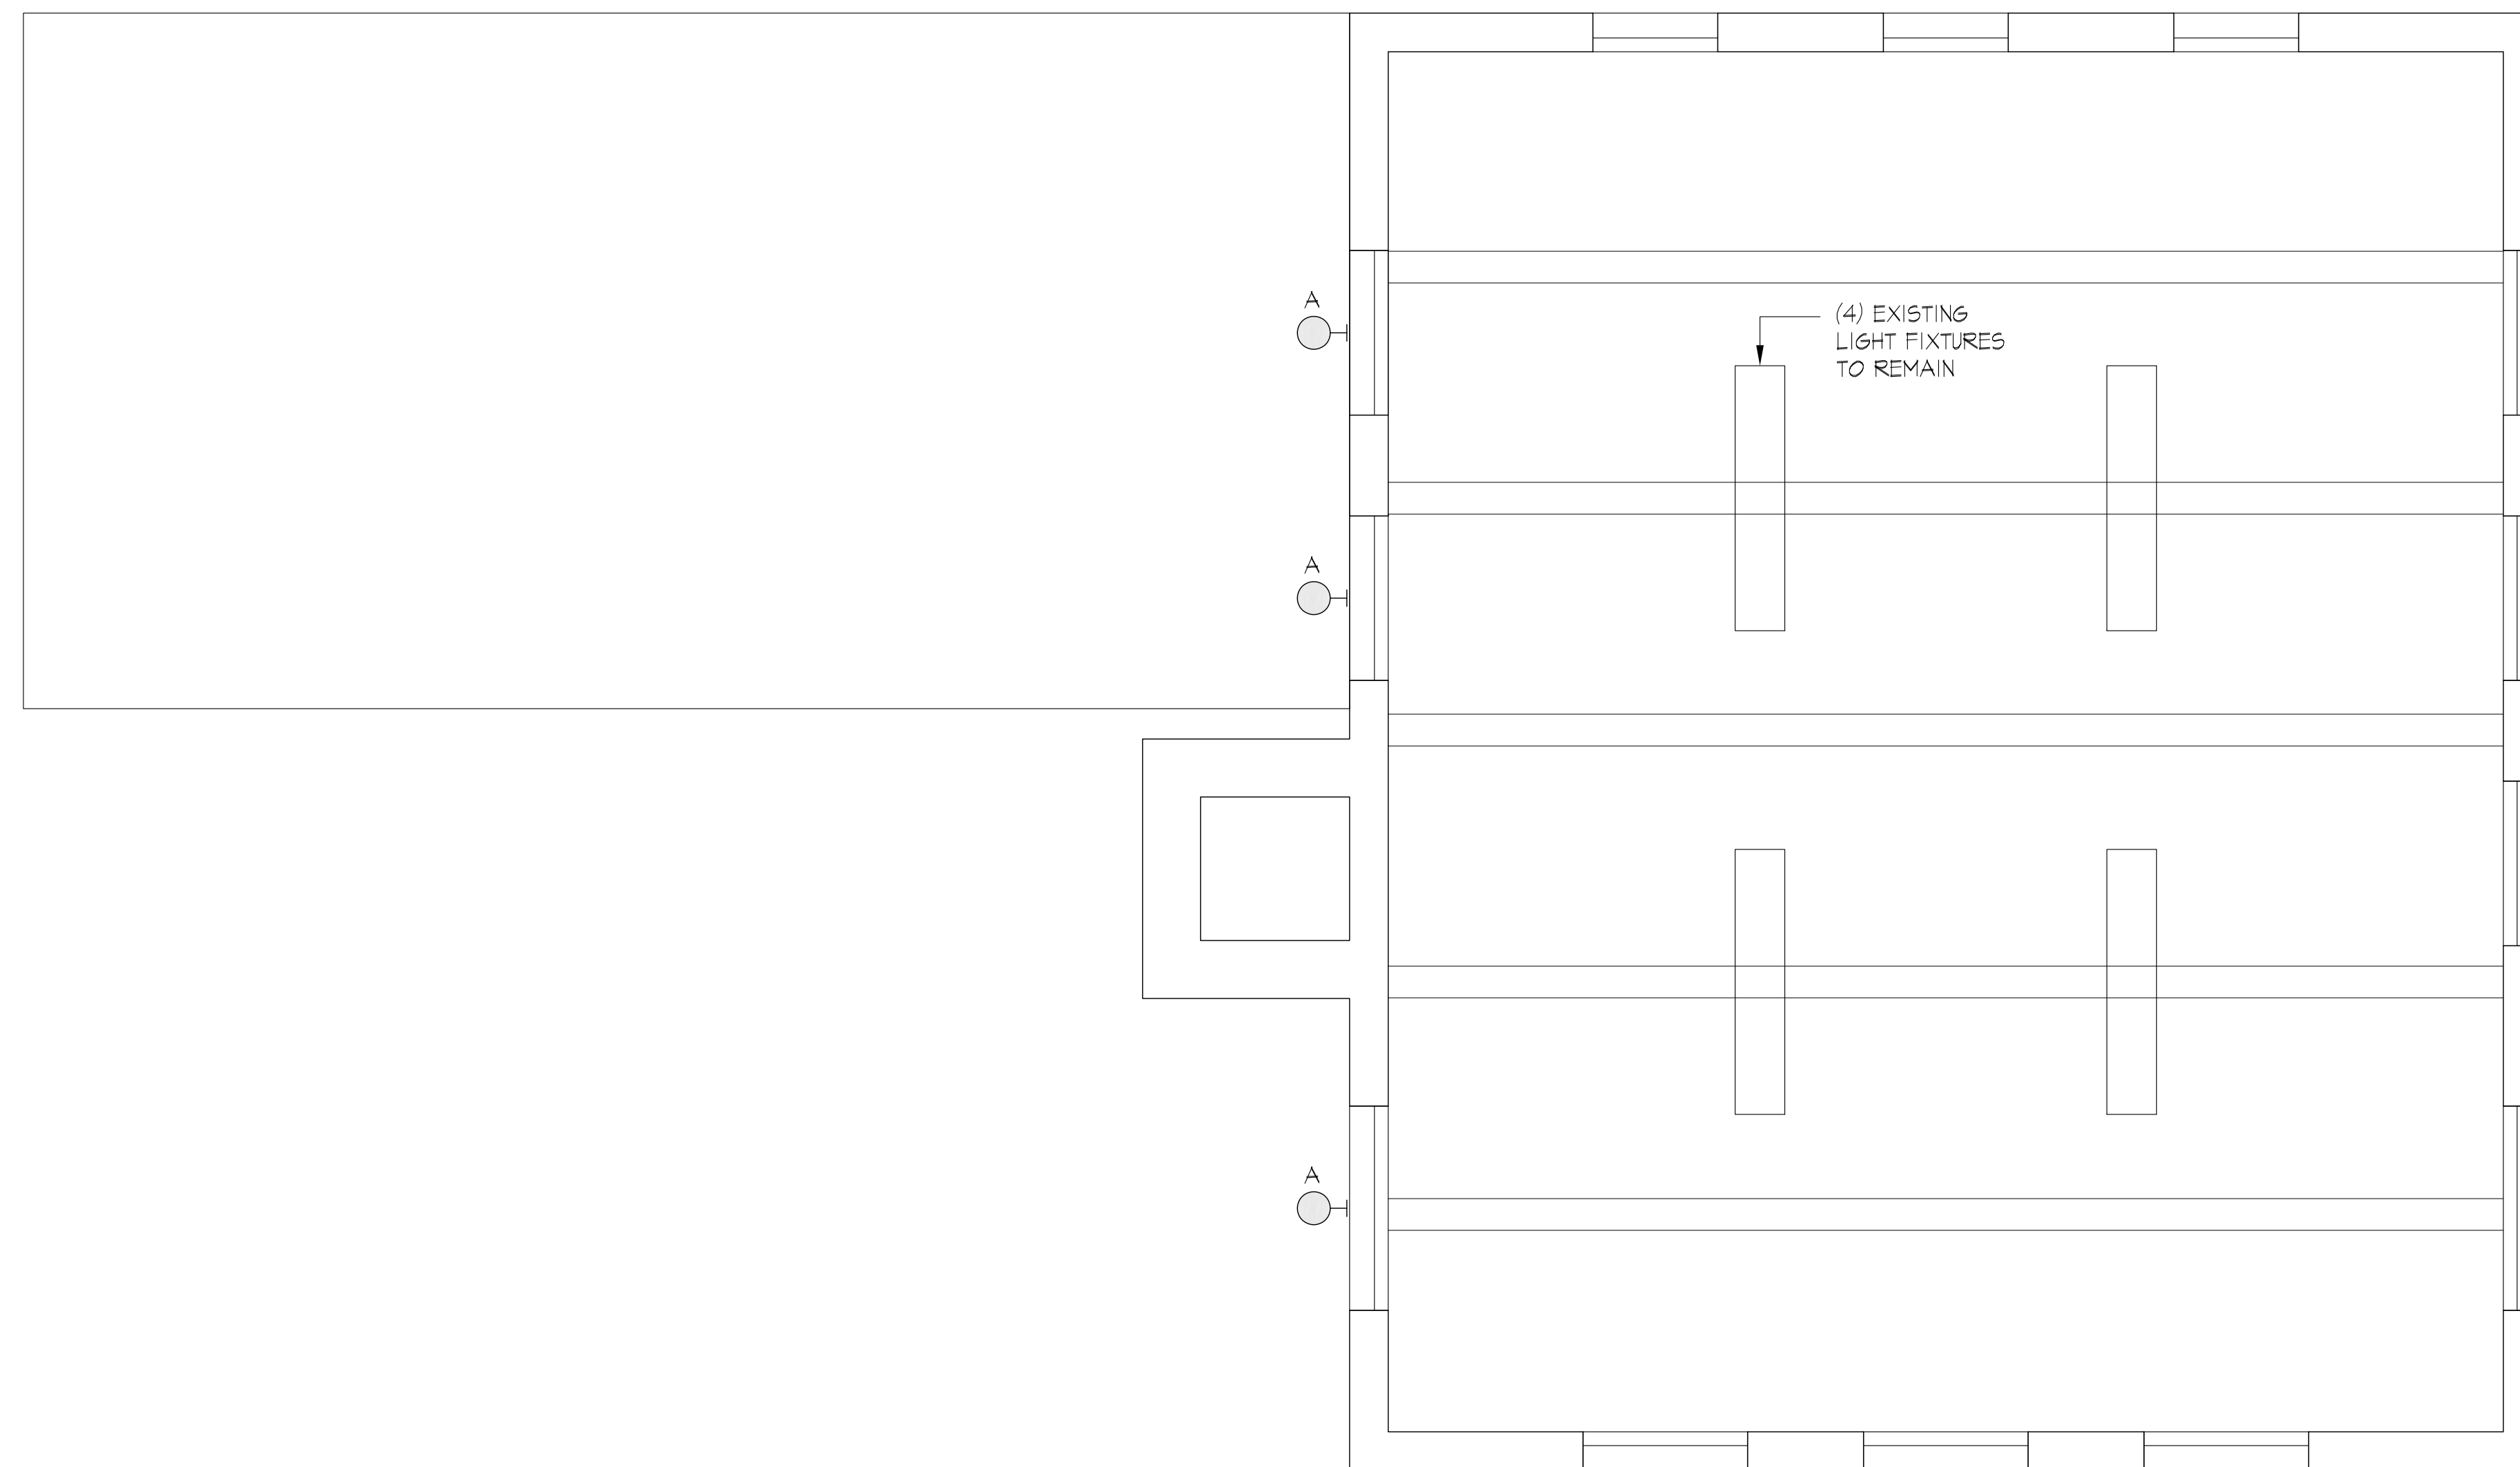 A
(4) EXISTING
LIGHT FIXTURES
TO REMAIN
A
A